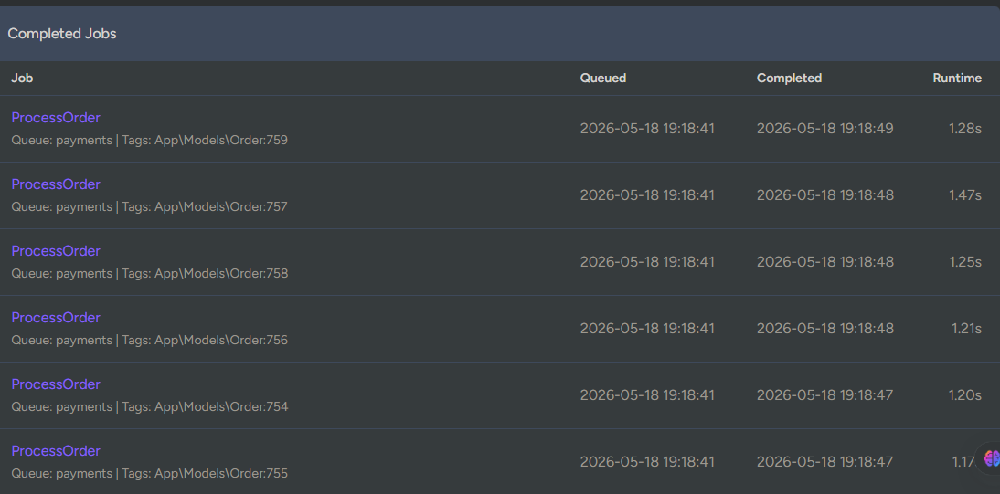 Completed Jobs
Job Queued Completed Runtime
ProcessOrder
Queue: payments | Tags: App\Models\Order:759
2026-05-18 19:18:41 2026-05-18 19:18:49 1.28s
ProcessOrder
Queue: payments | Tags: App\Models\Order:757
2026-05-18 19:18:41 2026-05-18 19:18:48 1.47s
ProcessOrder
Queue: payments | Tags: App\Models\Order:758
2026-05-18 19:18:41 2026-05-18 19:18:48 1.25s
ProcessOrder
Queue: payments | Tags: App\Models\Order:756
2026-05-18 19:18:41 2026-05-18 19:18:48 1.21s
ProcessOrder
Queue: payments | Tags: App\Models\Order:754
2026-05-18 19:18:41 2026-05-18 19:18:47 1.20s
ProcessOrder
Queue: payments | Tags: App\Models\Order:755
2026-05-18 19:18:41 2026-05-18 19:18:47 1.17